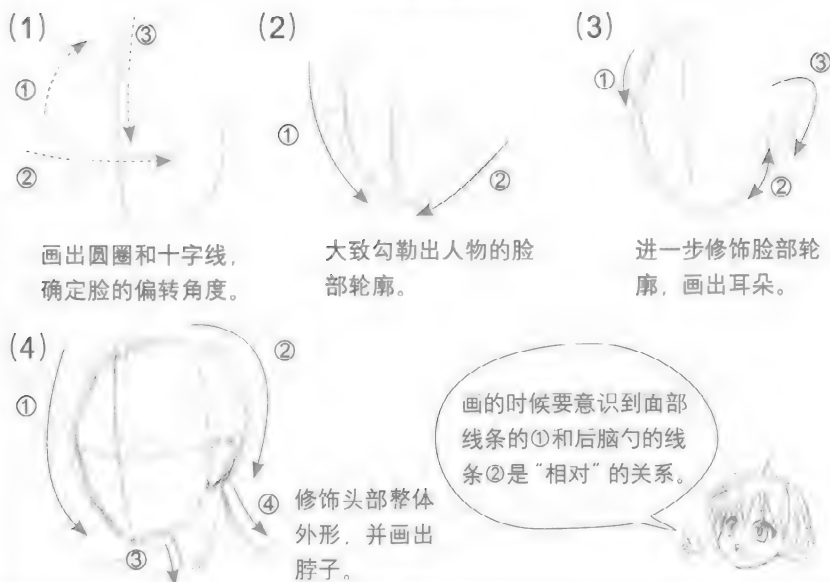 (1)
③
①
②
画出圆圈和十字线，
确定脸的偏转角度。
(2)
①
②
大致勾勒出人物的脸
部轮廓。
(3)
①
③
②
进一步修饰脸部轮
廓，画出耳朵。
(4)
①
②
③
④
修饰头部整体
外形，并画出
脖子。
画的时候要意识到面部
线条的①和后脑勺的线
条②是“相对”的关系。